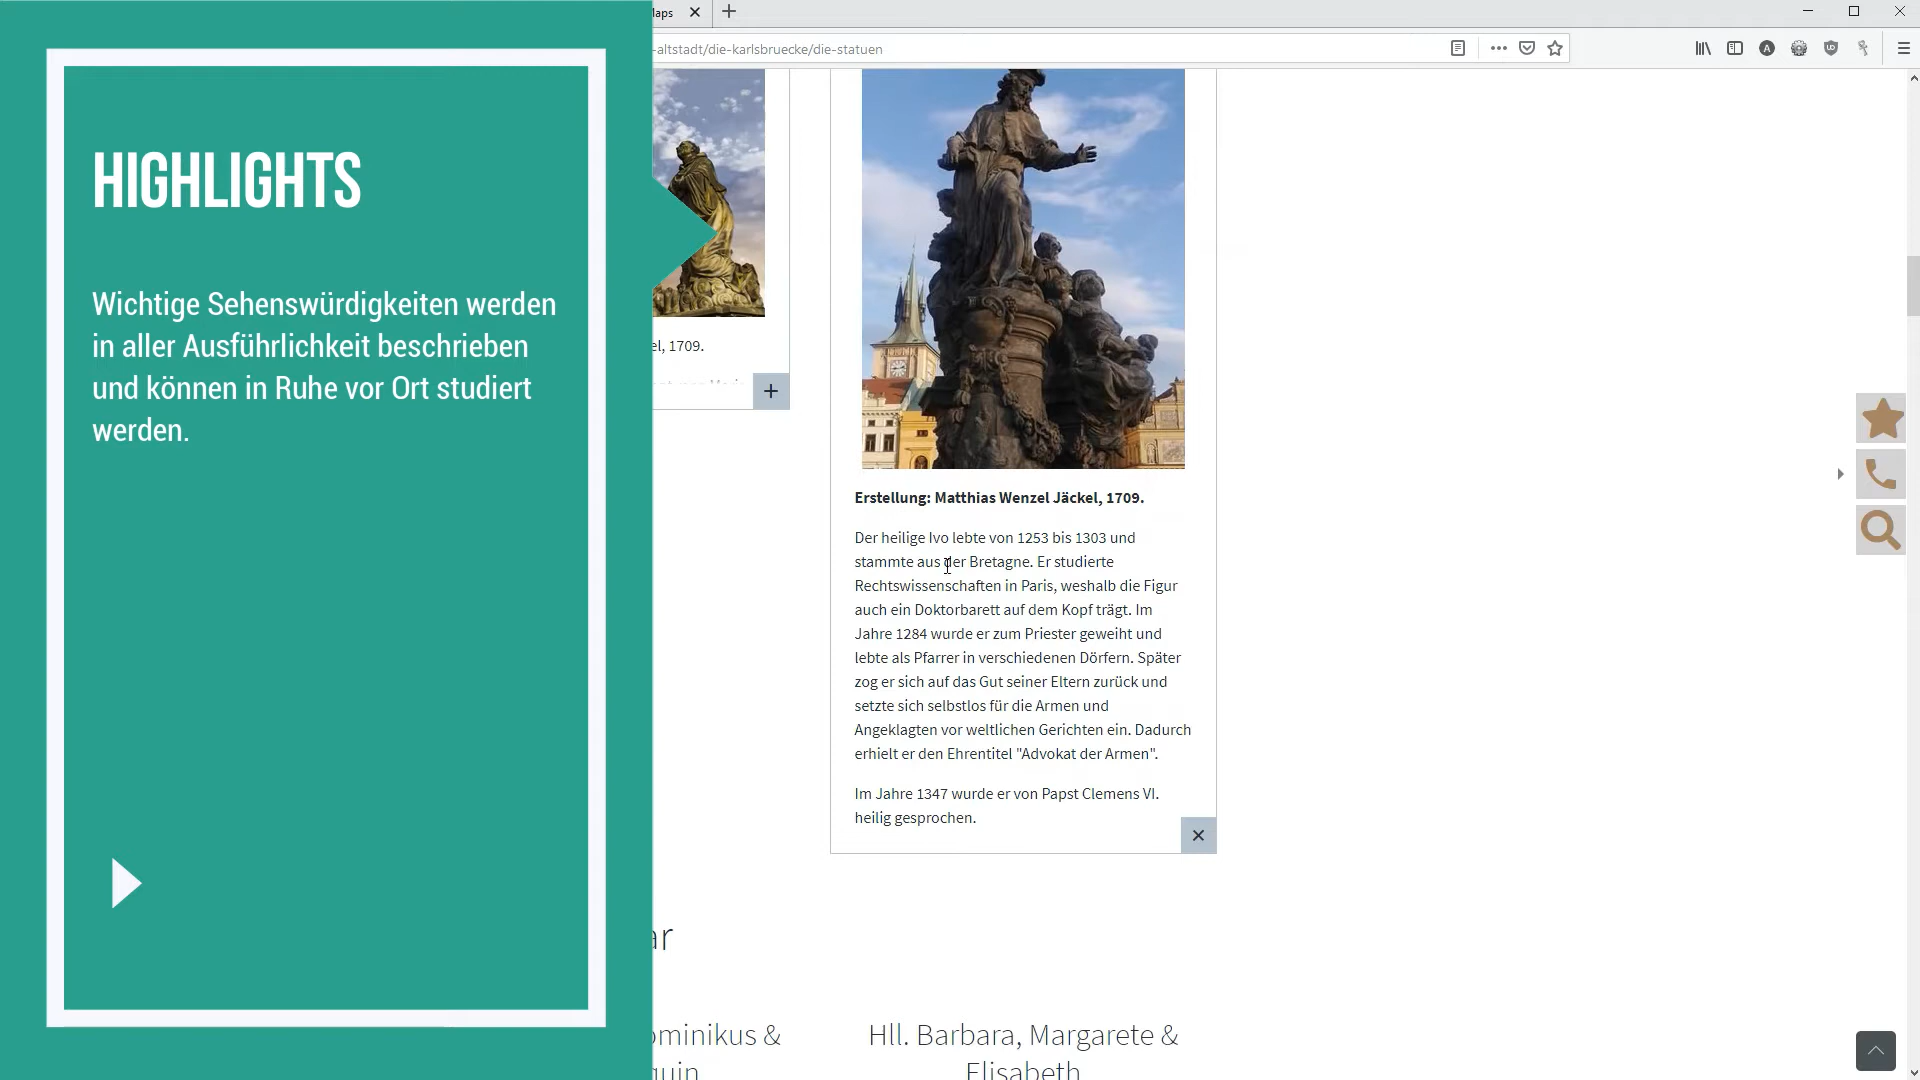 HIGHLIGHTS
Wichtige Sehenswürdigkeiten werden
in aller Ausführlichkeit beschrieben
und können in Ruhe vor Ort studiert
werden.
-altstadt/die-karlsbruecke/die-statuen
el, 1709.
Erstellung: Matthias Wenzel Jäckel, 1709.
Der heilige Ivo lebte von 1253 bis 1303 und
stammte aus der Bretagne. Er studierte
Rechtswissenschaften in Paris, weshalb die Figur
auch ein Doktorbarett auf dem Kopf trägt. Im
Jahre 1284 wurde er zum Priester geweiht und
lebte als Pfarrer in verschiedenen Dörfern. Später
zog er sich auf das Gut seiner Eltern zurück und
setzte sich selbstlos für die Armen und
Angeklagten vor weltlichen Gerichten ein. Dadurch
erhielt er den Ehrentitel "Advokat der Armen".
Im Jahre 1347 wurde er von Papst Clemens VI.
heilig gesprochen.
ar
ominikus &
quin
Hll. Barbara, Margarete &
Elisabeth